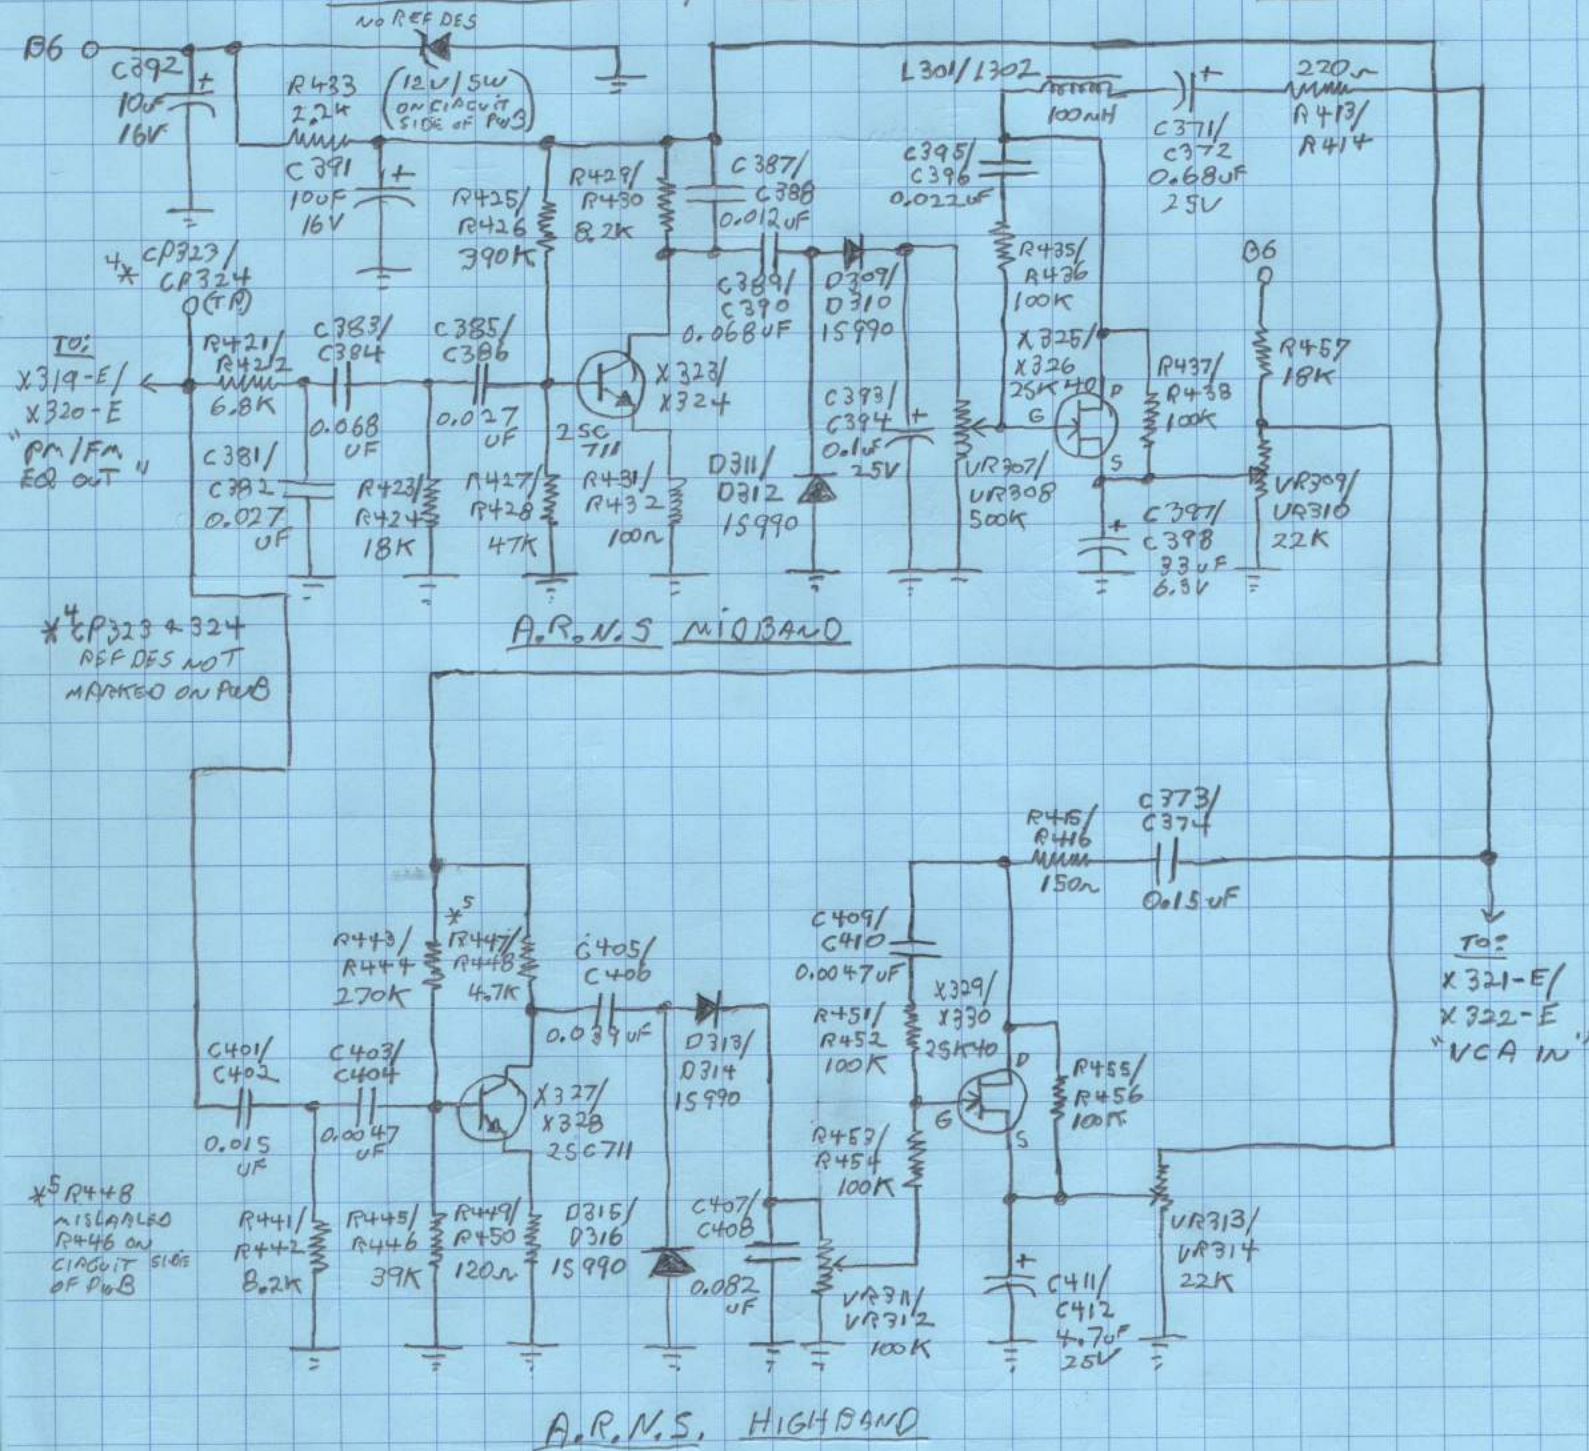 NO REF DES
B6
C392
10uF
16V
R433
2.2K
(12V/5W
ON CIRCUIT
SIDE OF PWB)
C391
10uF
16V
R425/
R426
390K
R429/
R430
8.2K
C387/
C388
0.012uF
L301/L302
100mH
C371/
C372
0.68uF
25V
220Ω
R413/
R414
C395/
C396
0.022uF
4* CP323/
CP324
O(TP)
TO:
X319-E/
X320-E
"PM/FM
EQ OUT"
R421/
R422
6.8K
C383/
C384
0.068
UF
C385/
C386
0.027
UF
C389/
C390
0.068UF
D309/
D310
1S990
R435/
R436
100K
B6
X323/
X324
2SC
711
C393/
C394
0.1uF
25V
X325/
X326
2SK40
D
G
S
R437/
R438
100K
R457
18K
C381/
C382
0.027
UF
R423/
R424
18K
R427/
R428
47K
R431/
R432
100Ω
D311/
D312
1S990
VR307/
VR308
500K
C397/
C398
33uF
6.3V
VR309/
VR310
22K
A.R.N.S MIDBAND
*4 CP323 & 324
REF DES NOT
MARKED ON PWB
R415/
R416
150Ω
C373/
C374
0.15uF
TO:
X321-E/
X322-E
"VCA IN"
R443/
R444
270K
*5
R447/
R448
4.7K
C405/
C406
0.039uF
C409/
C410
0.0047uF
R451/
R452
100K
X329/
X330
2SK40
D
G
S
R455/
R456
100K
C401/
C402
0.015
UF
C403/
C404
0.0047
UF
X327/
X328
2SC711
D313/
D314
1S990
R453/
R454
100K
*5 R448
MISLABLED
R446 ON
CIRCUIT SIDE
OF PWB
R441/
R442
8.2K
R445/
R446
39K
R449/
R450
120Ω
D315/
D316
1S990
C407/
C408
0.082
UF
VR311/
VR312
100K
C411/
C412
4.7uF
25V
VR313/
VR314
22K
A.R.N.S. HIGHBAND